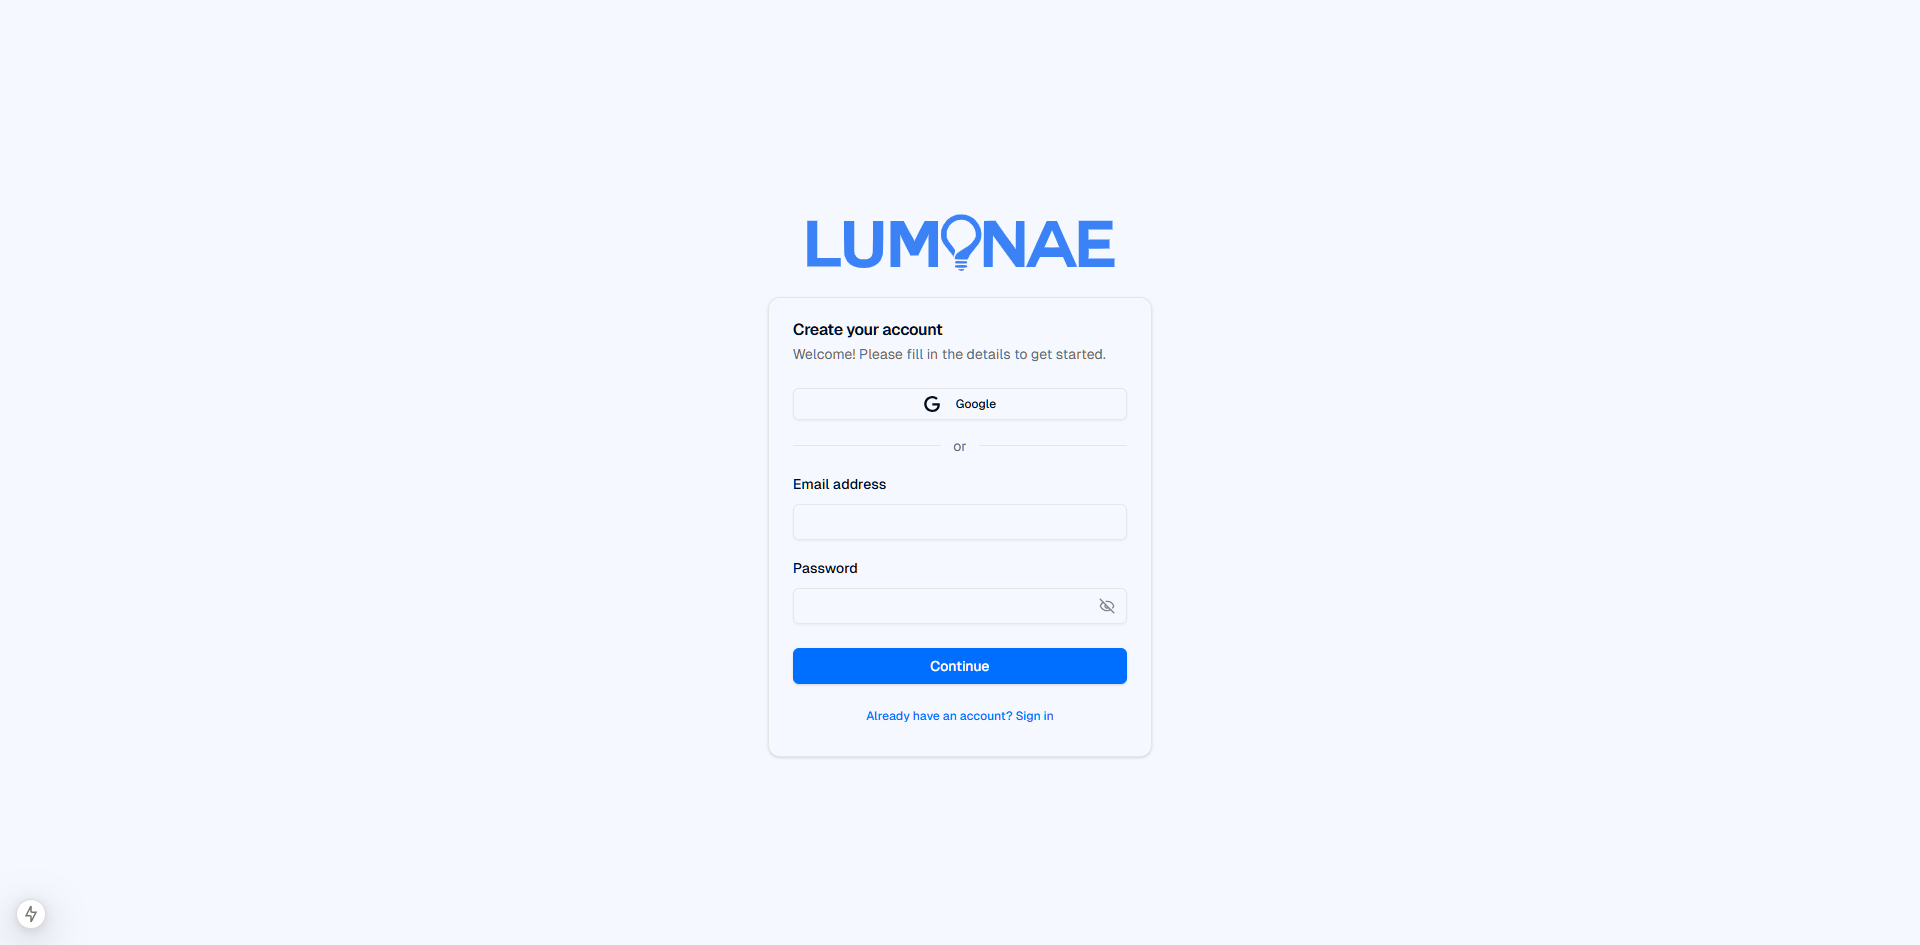 LUMONAE
Create your account
Welcome! Please fill in the details to get started.
Google
or
Email address
Password
Continue
Already have an account? Sign in